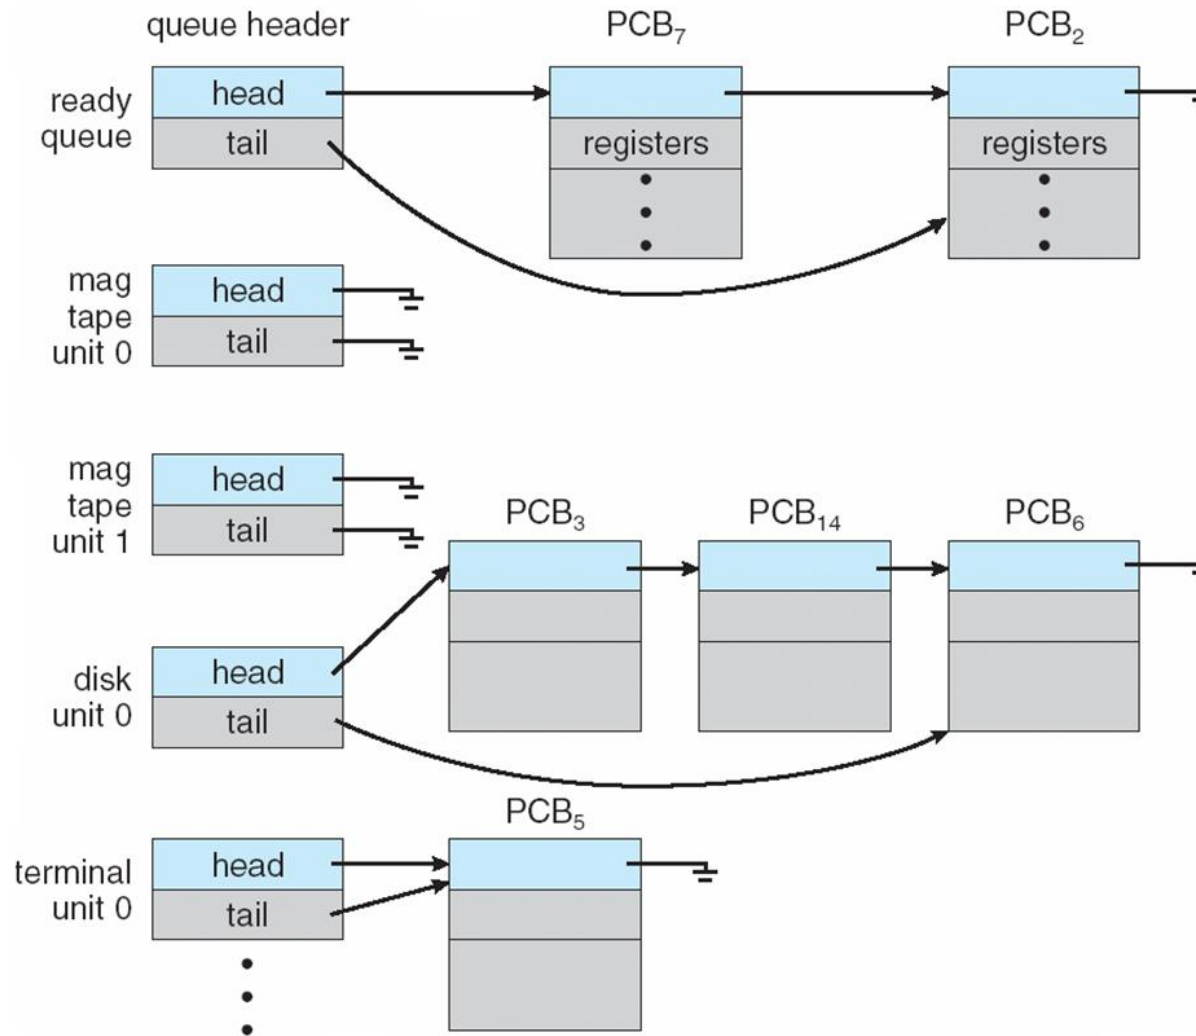 queue header
PCB₇
PCB₂
ready
queue
head
tail
registers
registers
mag
tape
unit 0
head
tail
mag
tape
unit 1
head
tail
PCB₃
PCB₁₄
PCB₆
disk
unit 0
head
tail
PCB₅
terminal
unit 0
head
tail